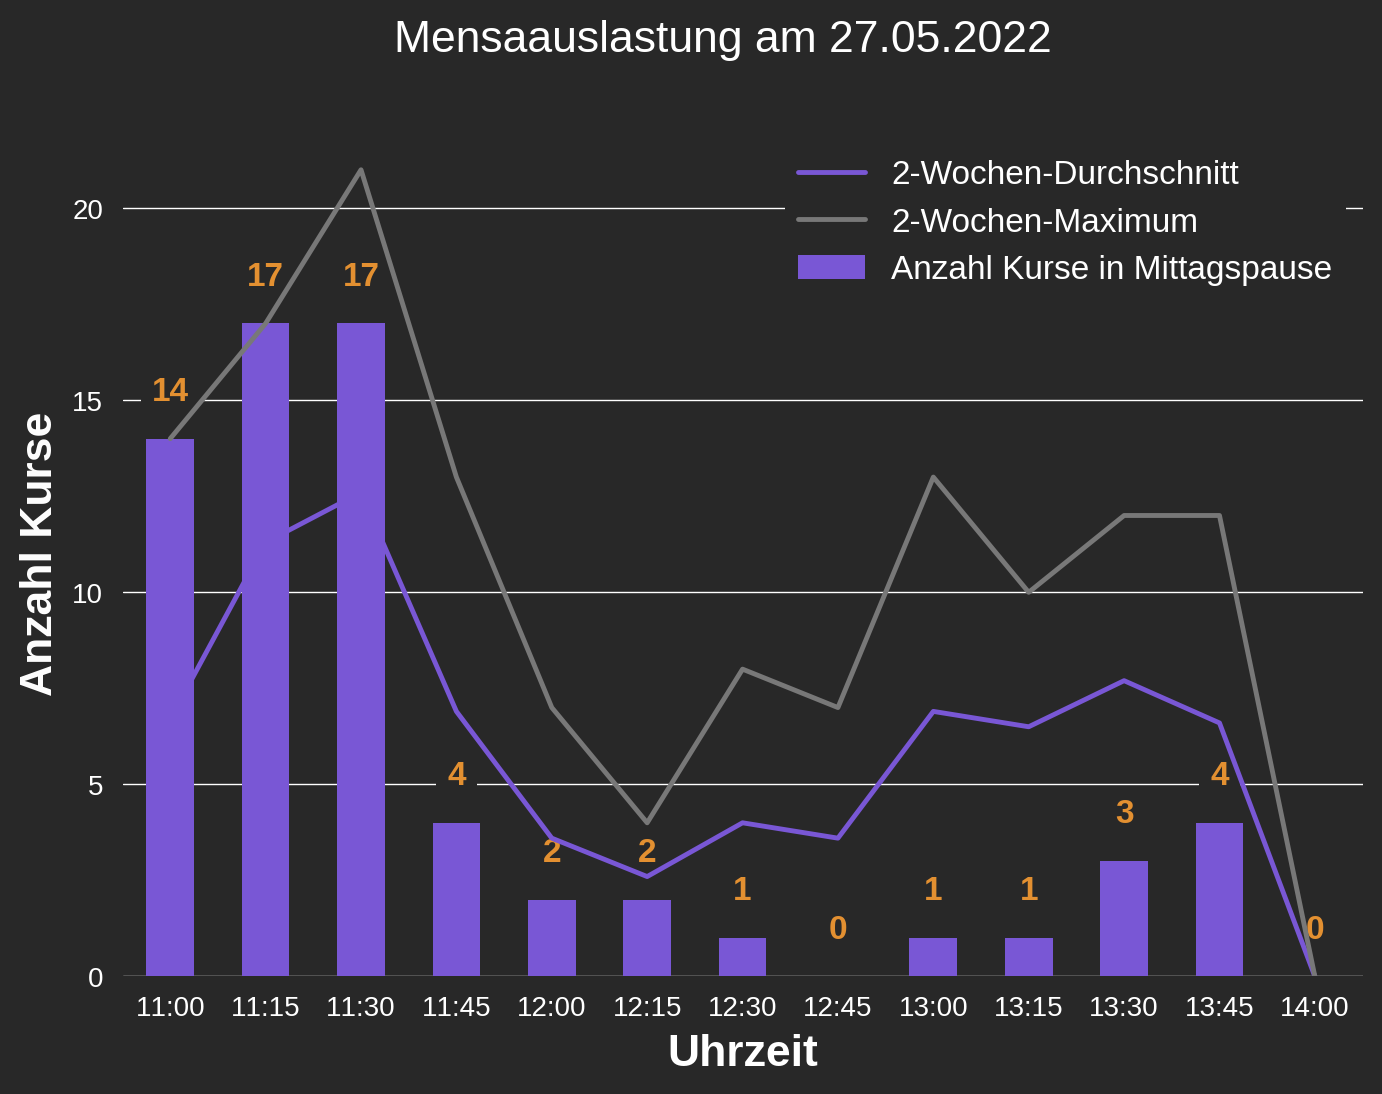 Mensaauslastung am 27.05.2022
2-Wochen-Durchschnitt
2-Wochen-Maximum
Anzahl Kurse in Mittagspause
Anzahl Kurse
20
15
10
5
0
14
17
17
4
2
2
1
0
1
1
3
4
0
11:00 11:15 11:30 11:45 12:00 12:15 12:30 12:45 13:00 13:15 13:30 13:45 14:00
Uhrzeit